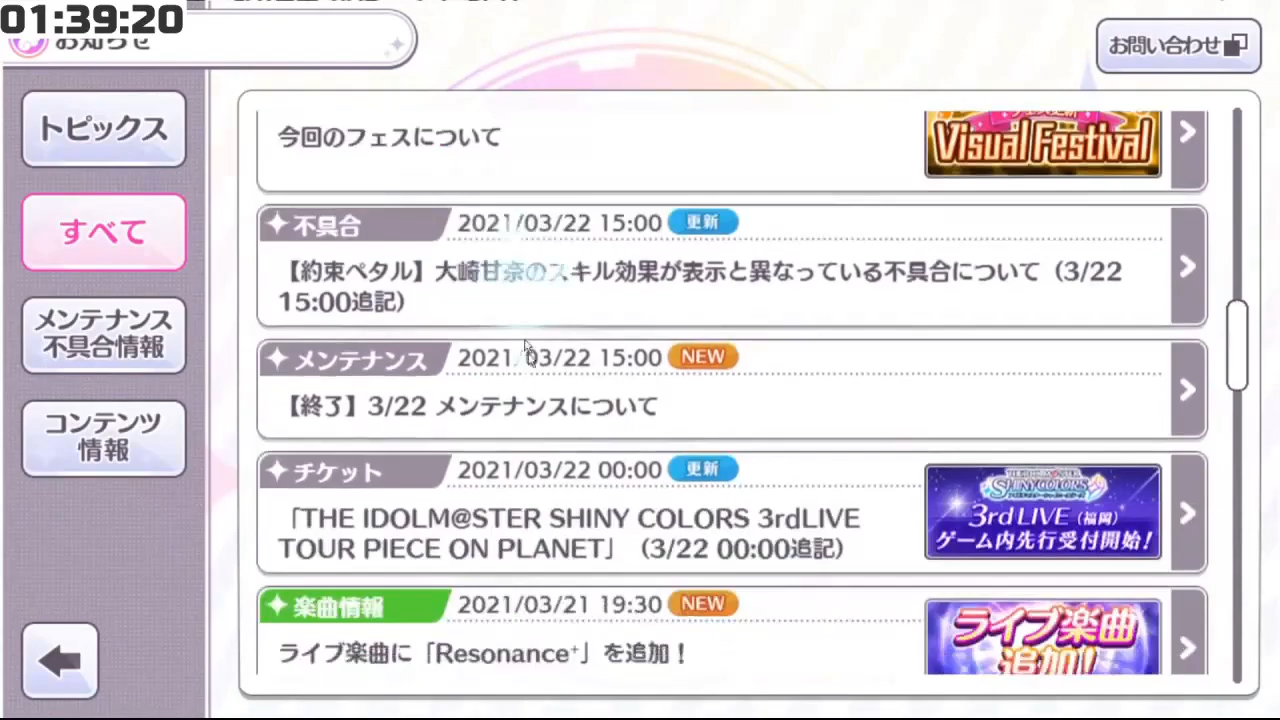 01:39:20
お知らせ
お問い合わせ
トピックス
すべて
メンテナンス
不具合情報
コンテンツ
情報
今回のフェスについて
Visual Festival
不具合
2021/03/22 15:00
更新
【約束ペタル】大崎甘奈のスキル効果が表示と異なっている不具合について（3/22
15:00追記）
メンテナンス
2021/03/22 15:00
NEW
【終了】3/22 メンテナンスについて
チケット
2021/03/22 00:00
更新
「THE IDOLM@STER SHINY COLORS 3rdLIVE
TOUR PIECE ON PLANET」（3/22 00:00追記）
THE IDOLM@STER
SHINY COLORS
3rd LIVE（福岡）
ゲーム内先行受付開始！
楽曲情報
2021/03/21 19:30
NEW
ライブ楽曲に「Resonance⁺」を追加！
ライブ楽曲
追加！